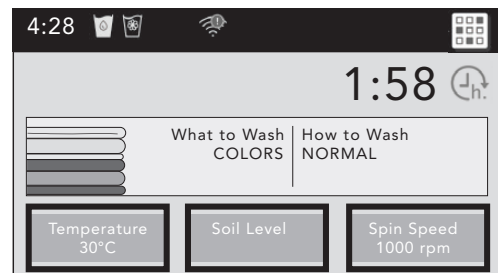 4:28
1:58 h.
What to Wash
COLORS
How to Wash
NORMAL
Temperature
30°C
Soil Level
Spin Speed
1000 rpm